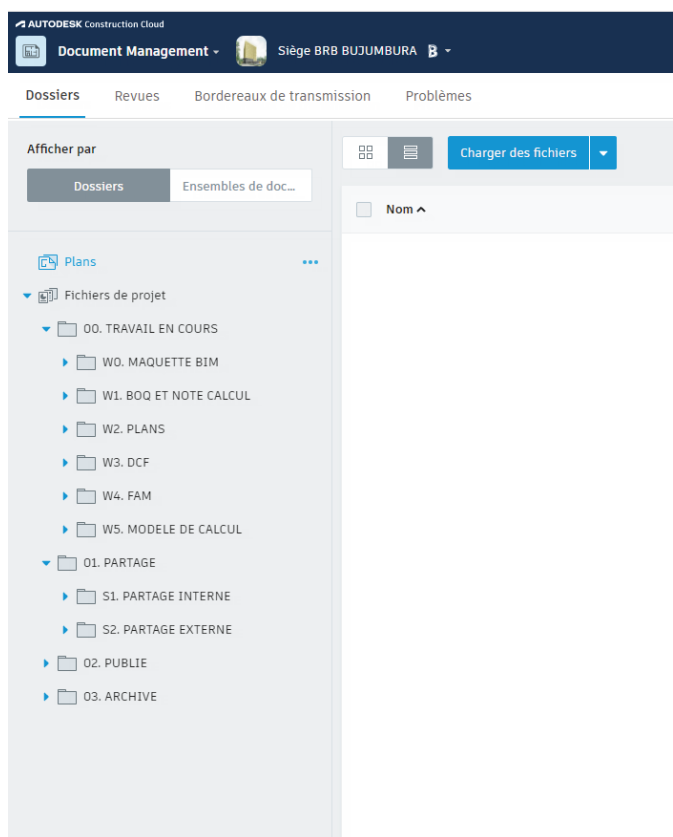 AUTODESK Construction Cloud
Document Management
Siège BRB BUJUMBURA B
Dossiers Revues Bordereaux de transmission Problèmes
Afficher par
Dossiers Ensembles de doc...
Charger des fichiers
Nom
Plans
Fichiers de projet
00. TRAVAIL EN COURS
W0. MAQUETTE BIM
W1. BOQ ET NOTE CALCUL
W2. PLANS
W3. DCF
W4. FAM
W5. MODELE DE CALCUL
01. PARTAGE
S1. PARTAGE INTERNE
S2. PARTAGE EXTERNE
02. PUBLIE
03. ARCHIVE